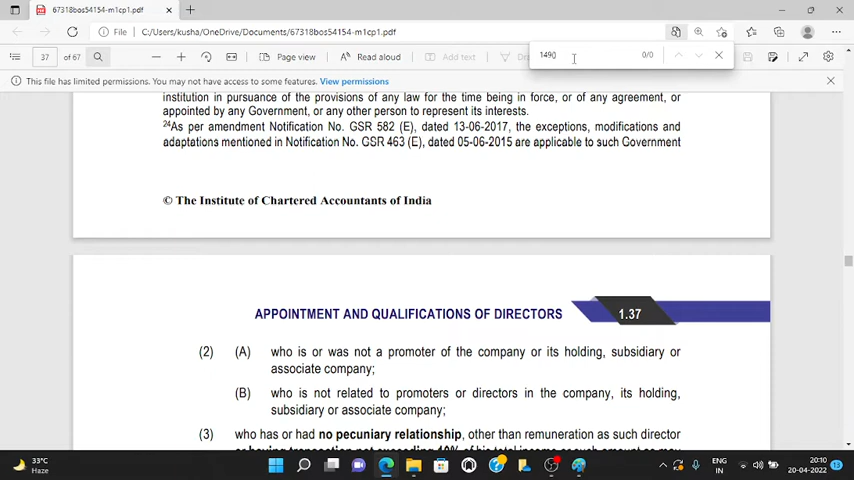 67318bos54154-m1cp1.pdf
File
C:/Users/kusha/OneDrive/Documents/67318bos54154-m1cp1.pdf
37 of 67
Page view
Read aloud
Add text
1490
0/0
This file has limited permissions. You may not have access to some features. View permissions
institution in pursuance of the provisions of any law for the time being in force, or of any agreement, or
appointed by any Government, or any other person to represent its interests.
24As per amendment Notification No. GSR 582 (E), dated 13-06-2017, the exceptions, modifications and
adaptations mentioned in Notification No. GSR 463 (E), dated 05-06-2015 are applicable to such Government
© The Institute of Chartered Accountants of India
APPOINTMENT AND QUALIFICATIONS OF DIRECTORS 1.37
(2) (A) who is or was not a promoter of the company or its holding, subsidiary or
associate company;
(B) who is not related to promoters or directors in the company, its holding,
subsidiary or associate company;
(3) who has or had no pecuniary relationship, other than remuneration as such director
33°C
Haze
ENG
IN
20:10
20-04-2022